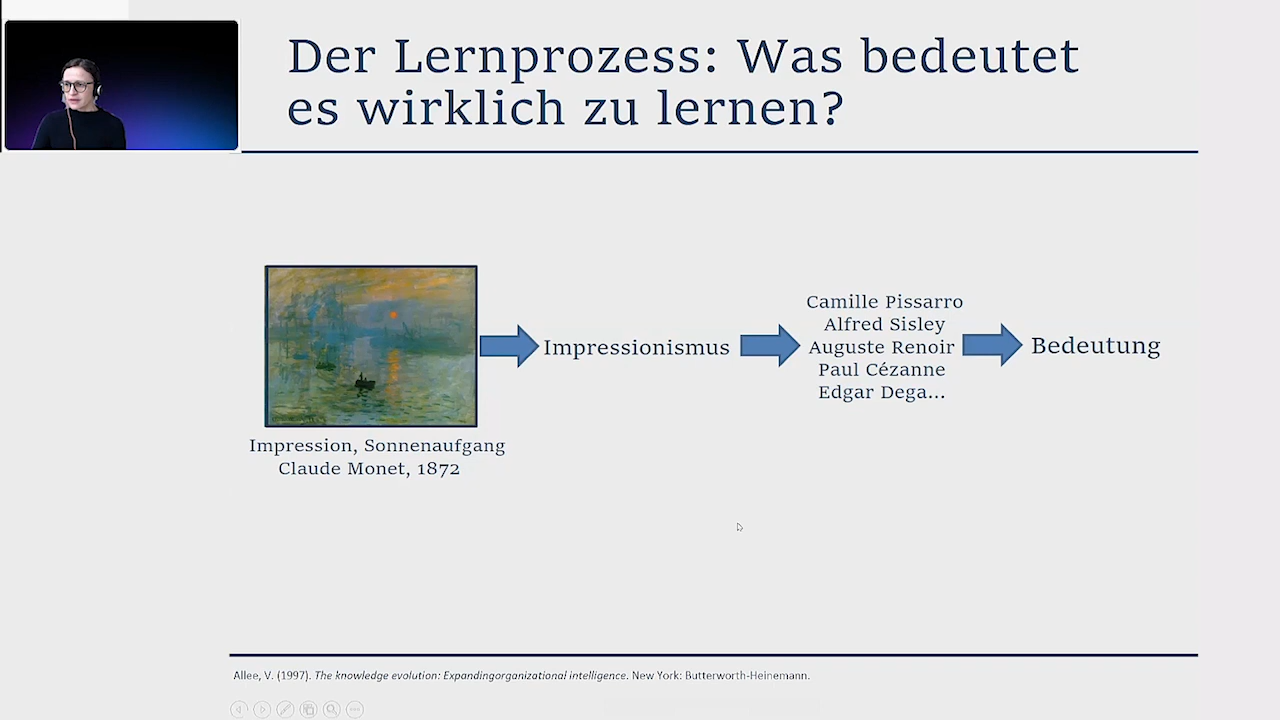 Der Lernprozess: Was bedeutet
es wirklich zu lernen?
Impressionismus
Camille Pissarro
Alfred Sisley
Auguste Renoir
Paul Cézanne
Edgar Dega...
Bedeutung
Impression, Sonnenaufgang
Claude Monet, 1872
Allee, V. (1997). The knowledge evolution: Expandingorganizational intelligence. New York: Butterworth-Heinemann.